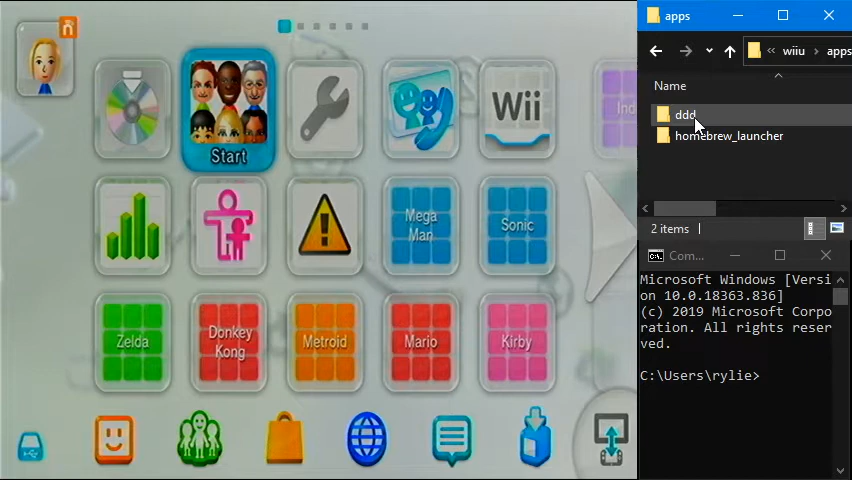 Start
Wii
Ind
Mega
Man
Sonic
Zelda
Donkey
Kong
Metroid
Mario
Kirby
apps
wiiu
apps
Name
ddd
homebrew_launcher
2 items
C:\.
Com...
Microsoft Windows [Versi
on 10.0.18363.836]
(c) 2019 Microsoft Corpo
ration. All rights reser
ved.
C:\Users\rylie>